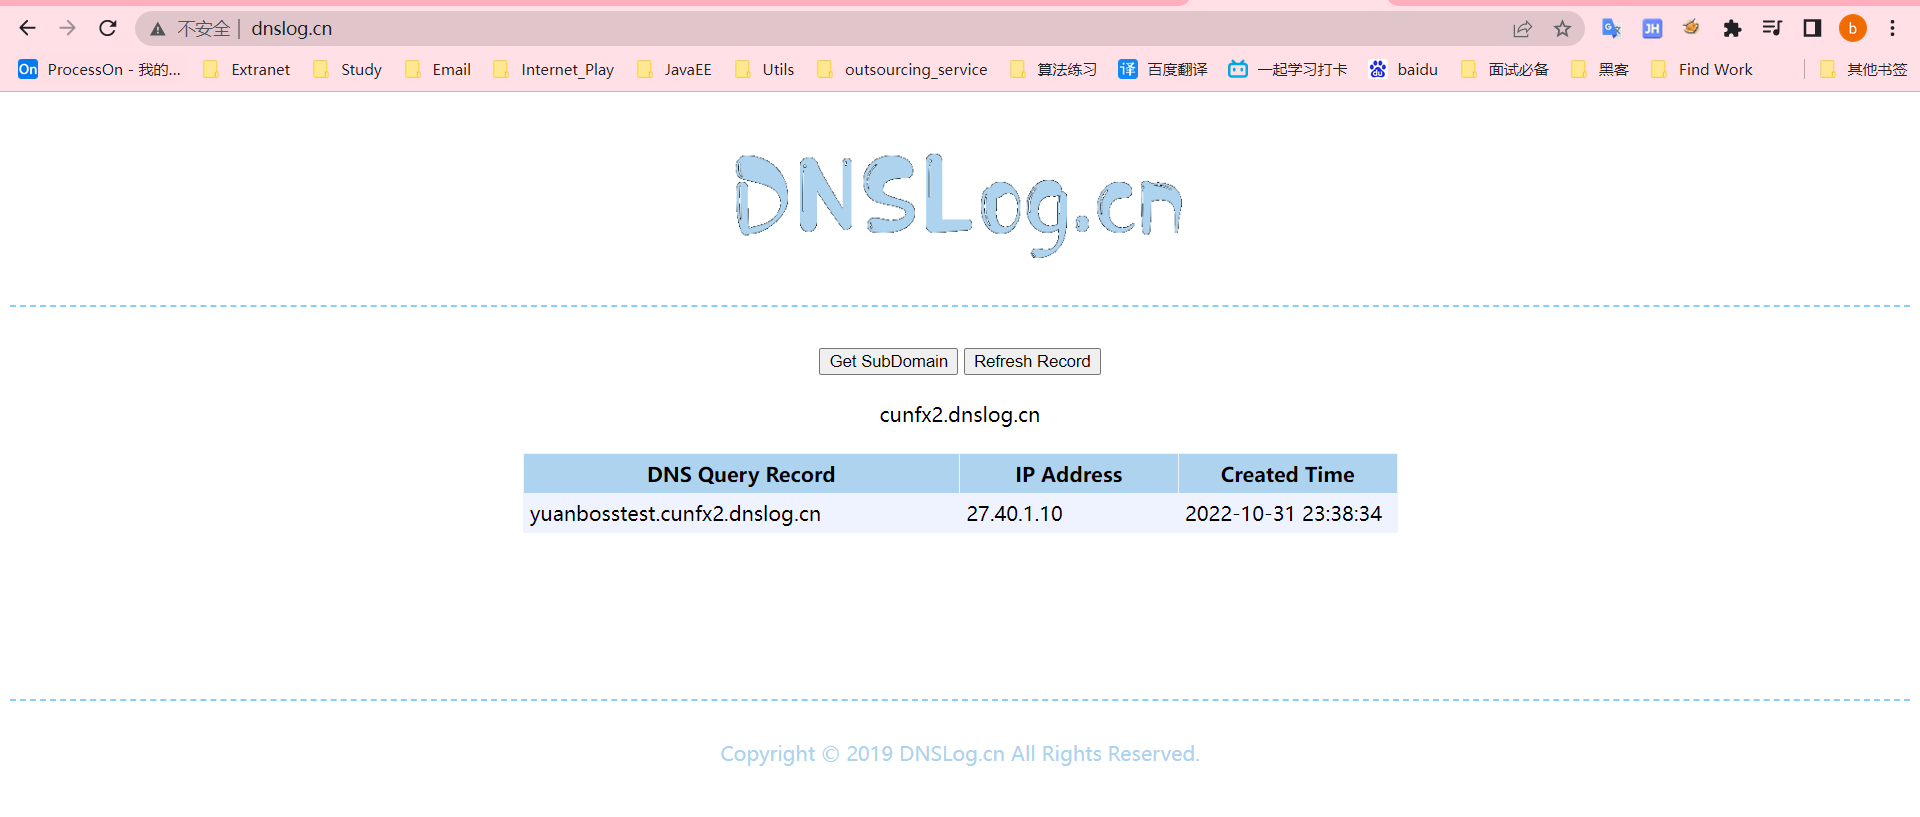 不安全 | dnslog.cn
JH
b
On ProcessOn - 我的... Extranet Study Email Internet_Play JavaEE Utils outsourcing_service 算法练习 译 百度翻译 一起学习打卡 du baidu 面试必备 黑客 Find Work 其他书签
DNSLog.cn
Get SubDomain Refresh Record
cunfx2.dnslog.cn
DNS Query Record IP Address Created Time
yuanbosstest.cunfx2.dnslog.cn 27.40.1.10 2022-10-31 23:38:34
Copyright © 2019 DNSLog.cn All Rights Reserved.